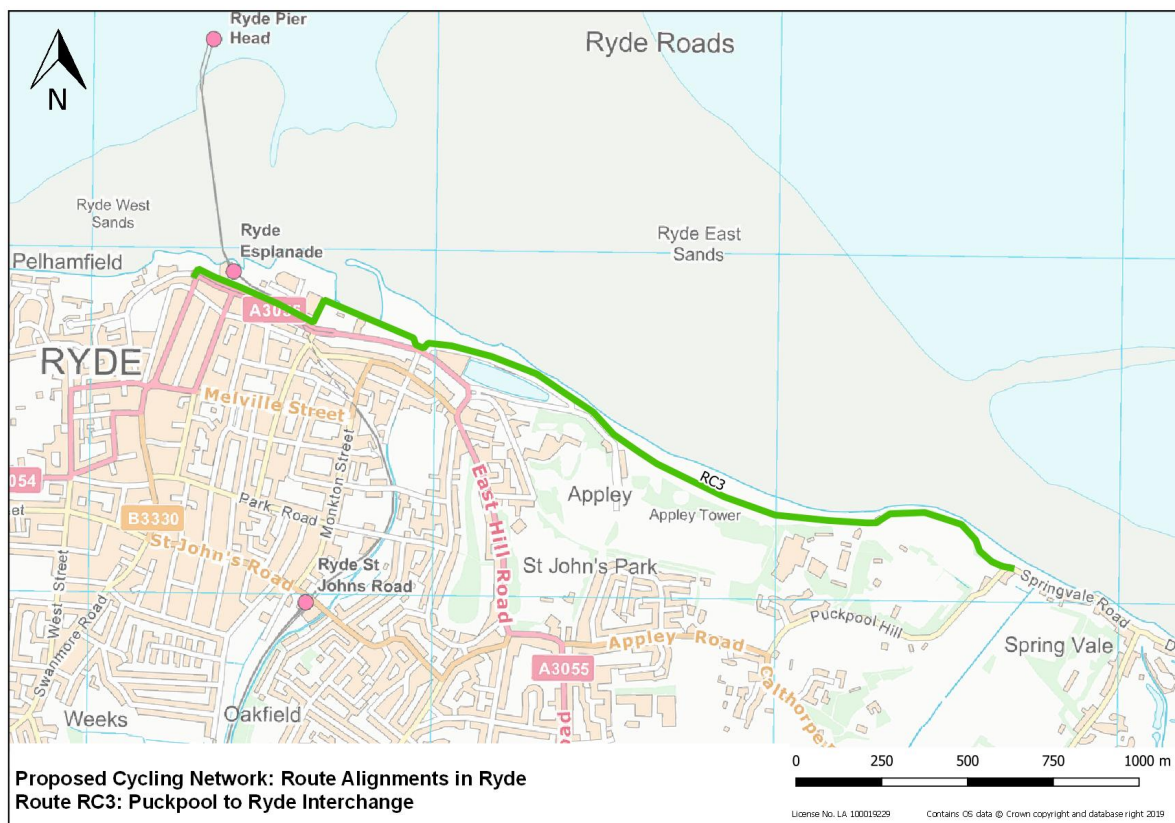 Ryde Pier
Head
Ryde Roads
N
Ryde West
Sands
Ryde
Esplanade
Ryde East
Sands
Pelhamfield
A3055
RYDE
Melville Street
RC3
East Hill Road
Appley
Appley Tower
054
Monkton Street
Park Road
B3330
St John's Road
Ryde St
Johns Road
St John's Park
West Street
Swanmore Road
Springvale Road
Puckpool Hill
Appley Road
Spring Vale
D
A3055
Calthorpe
Weeks
Oakfield
oad
0 250 500 750 1000 m
Proposed Cycling Network: Route Alignments in Ryde
Route RC3: Puckpool to Ryde Interchange
License No. LA 100019229 Contains OS data © Crown copyright and database right 2019